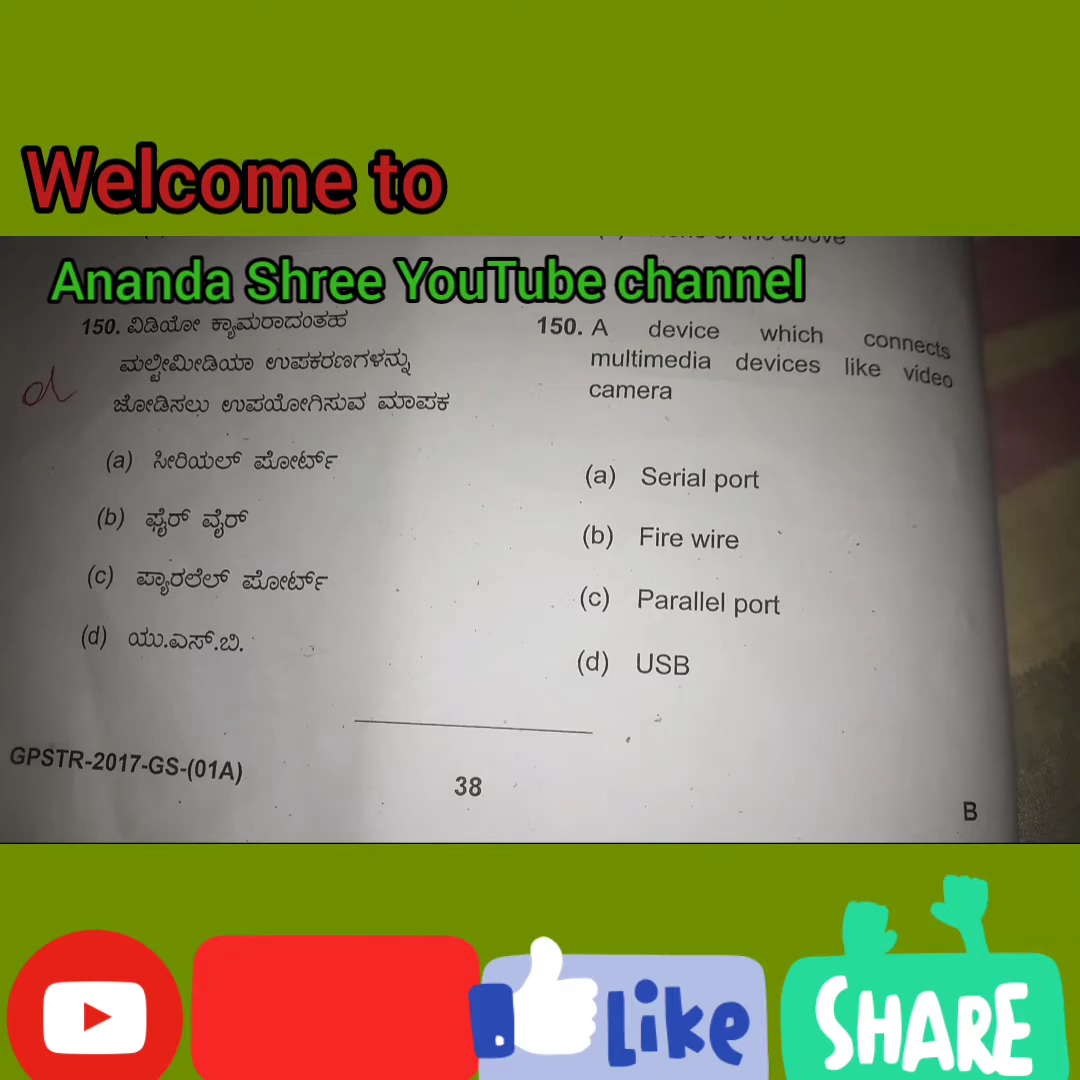 Welcome to
Ananda Shree YouTube channel
150. ವಿಡಿಯೋ ಕ್ಯಾಮರಾದಂತಹ
ಮಲ್ಟೀಮೀಡಿಯಾ ಉಪಕರಣಗಳನ್ನು
ಜೋಡಿಸಲು ಉಪಯೋಗಿಸುವ ಮಾಪಕ
d
(a) ಸೀರಿಯಲ್ ಪೋರ್ಟ್
(b) ಫೈರ್ ವೈರ್
(c) ಪ್ಯಾರಲೆಲ್ ಪೋರ್ಟ್
(d) ಯು.ಎಸ್.ಬಿ.
150. A device which connects
multimedia devices like video
camera
(a) Serial port
(b) Fire wire
(c) Parallel port
(d) USB
GPSTR-2017-GS-(01A)
38
B
Like
SHARE